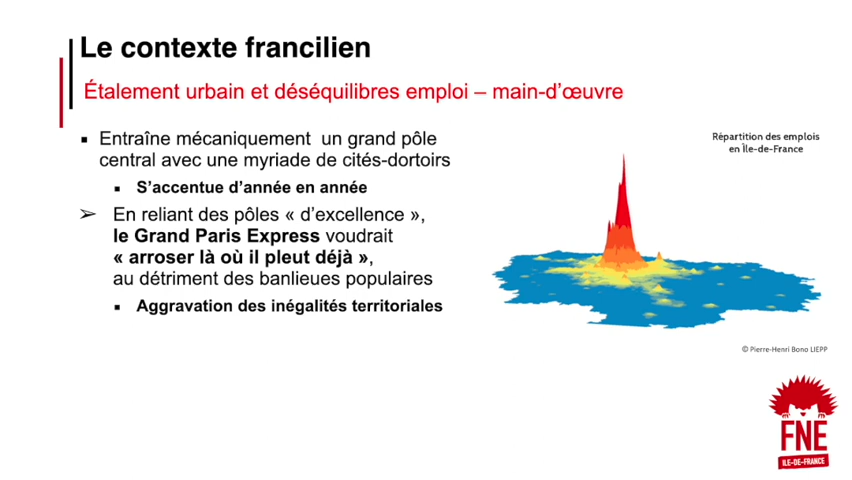 Le contexte francilien
Étalement urbain et déséquilibres emploi – main-d’œuvre
▪ Entraîne mécaniquement un grand pôle
central avec une myriade de cités-dortoirs
▪ S’accentue d’année en année
➢ En reliant des pôles « d’excellence »,
le Grand Paris Express voudrait
« arroser là où il pleut déjà »,
au détriment des banlieues populaires
▪ Aggravation des inégalités territoriales
Répartition des emplois
en Île-de-France
© Pierre-Henri Bono LIEPP
FNE
ILE-DE-FRANCE